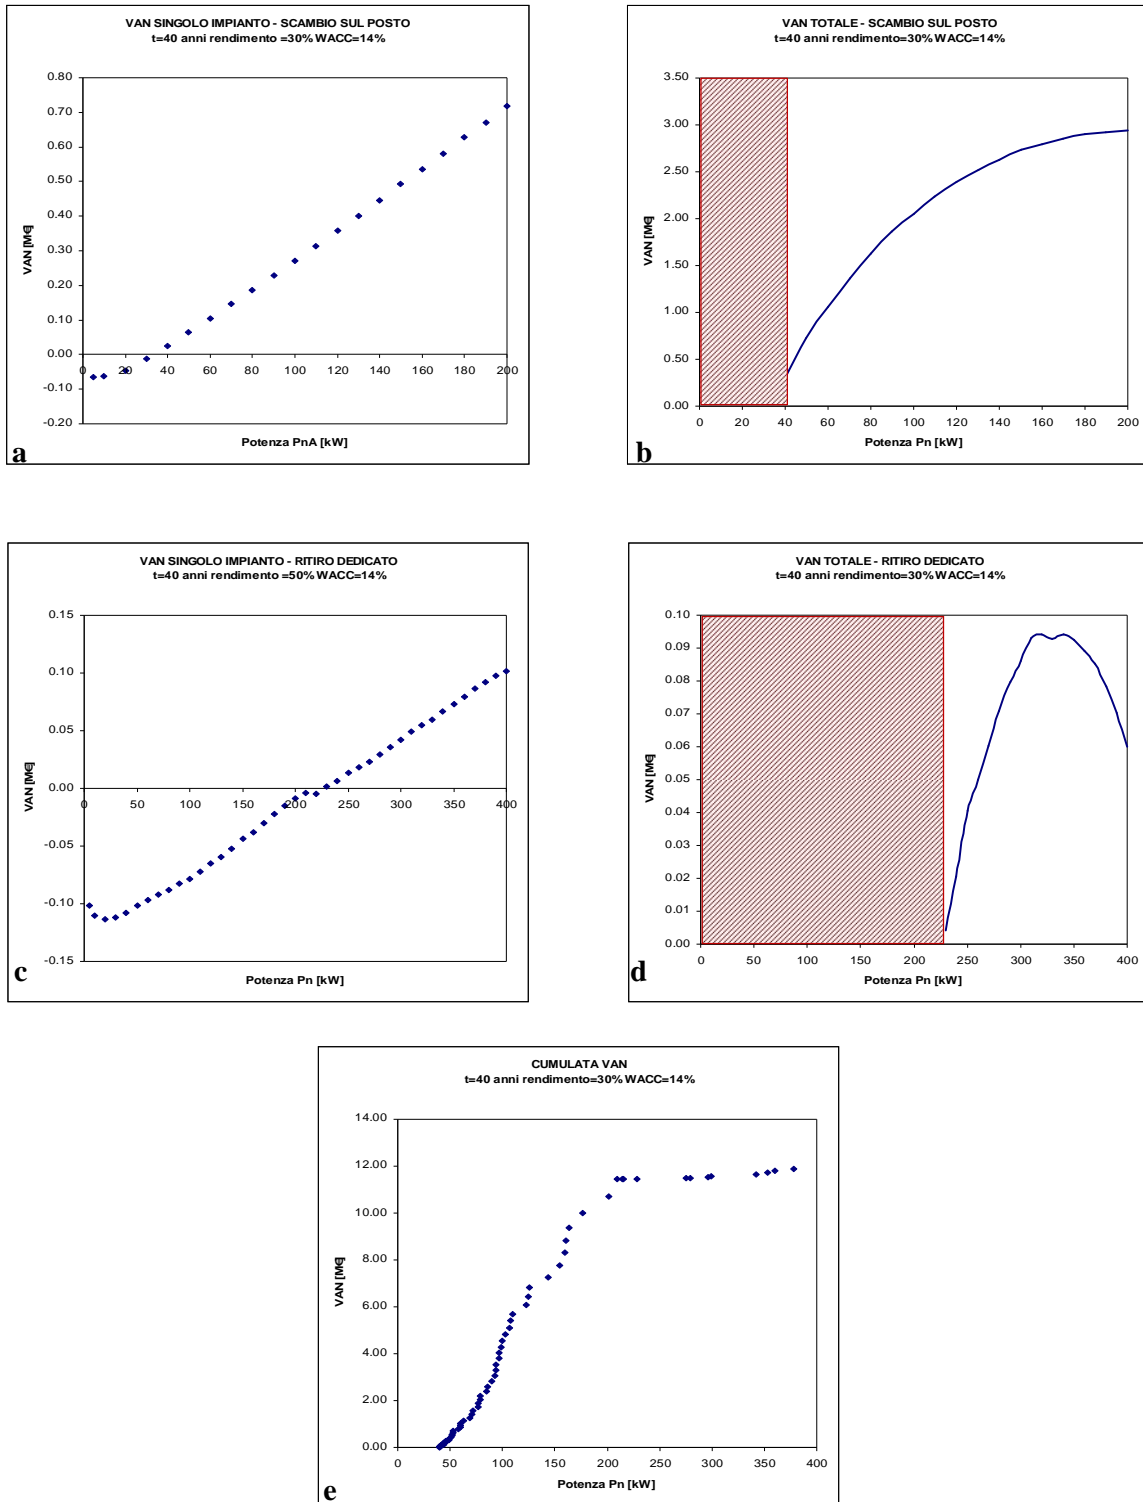 VAN SINGOLO IMPIANTO - SCAMBIO SUL POSTO
t=40 anni rendimento =30% WACC=14%
0.80
0.70
0.60
0.50
0.40
0.30
0.20
0.10
0.00
-0.10
-0.20
VAN [M€]
0 20 40 60 80 100 120 140 160 180 200
Potenza PnA [kW]
a
VAN TOTALE - SCAMBIO SUL POSTO
t=40 anni rendimento=30% WACC=14%
3.50
3.00
2.50
2.00
1.50
1.00
0.50
0.00
VAN [M€]
0 20 40 60 80 100 120 140 160 180 200
Potenza Pn [kW]
b
VAN SINGOLO IMPIANTO - RITIRO DEDICATO
t=40 anni rendimento =50% WACC=14%
0.15
0.10
0.05
0.00
-0.05
-0.10
-0.15
VAN [M€]
0 50 100 150 200 250 300 350 400
Potenza Pn [kW]
c
VAN TOTALE - RITIRO DEDICATO
t=40 anni rendimento=30% WACC=14%
0.10
0.09
0.08
0.07
0.06
0.05
0.04
0.03
0.02
0.01
0.00
VAN [M€]
0 50 100 150 200 250 300 350 400
Potenza Pn [kW]
d
CUMULATA VAN
t=40 anni rendimento=30% WACC=14%
14.00
12.00
10.00
8.00
6.00
4.00
2.00
0.00
VAN [M€]
0 50 100 150 200 250 300 350 400
Potenza Pn [kW]
e